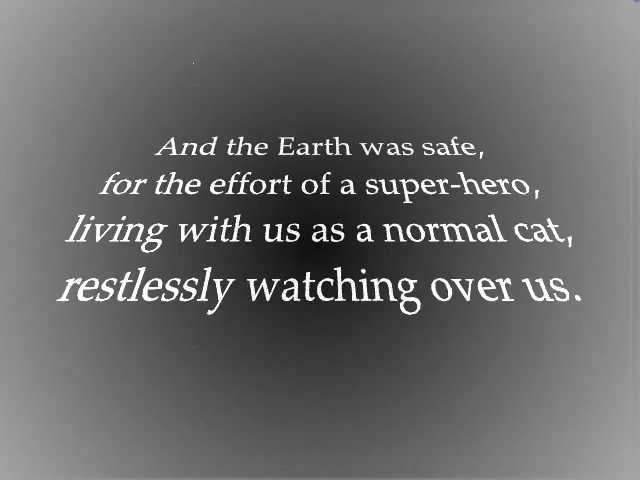 And the Earth was safe,
for the effort of a super-hero,
living with us as a normal cat,
restlessly watching over us.